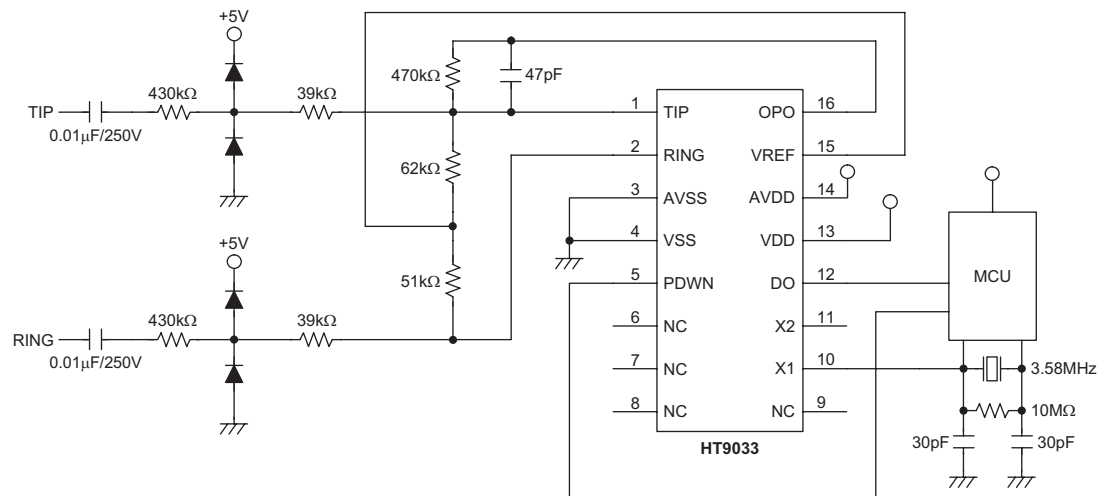 +5V
470kΩ
47pF
430kΩ
39kΩ
TIP
0.01μF/250V
1
TIP
OPO
16
2
RING
VREF
15
62kΩ
3
AVSS
AVDD
14
4
VSS
VDD
13
+5V
51kΩ
5
PDWN
DO
12
MCU
430kΩ
39kΩ
RING
0.01μF/250V
6
NC
X2
11
7
NC
X1
10
3.58MHz
8
NC
NC
9
10MΩ
30pF
30pF
HT9033